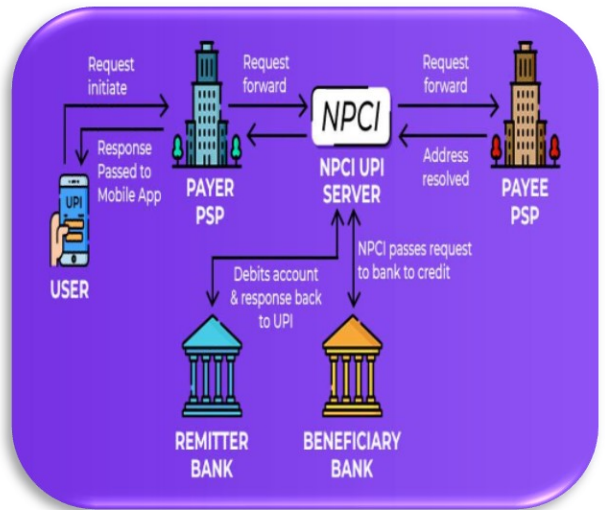 Request
initiate
Request
forward
Request
forward
NPCI
Response
Passed to
Mobile App
Address
resolved
UPI
PAYER
PSP
NPCI UPI
SERVER
PAYEE
PSP
USER
Debits account
& response back
to UPI
NPCI passes request
to bank to credit
REMITTER
BANK
BENEFICIARY
BANK